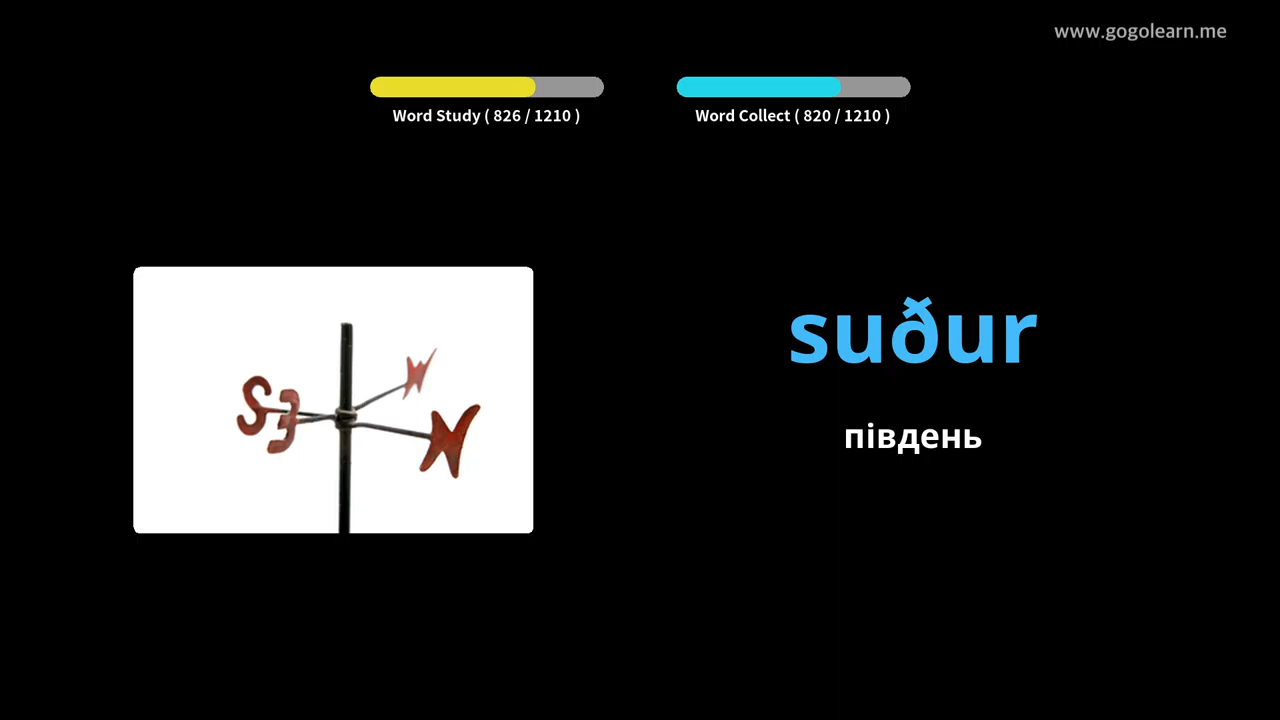 www.gogolearn.me
Word Study ( 826 / 1210 )
Word Collect ( 820 / 1210 )
S E N W
suður
південь